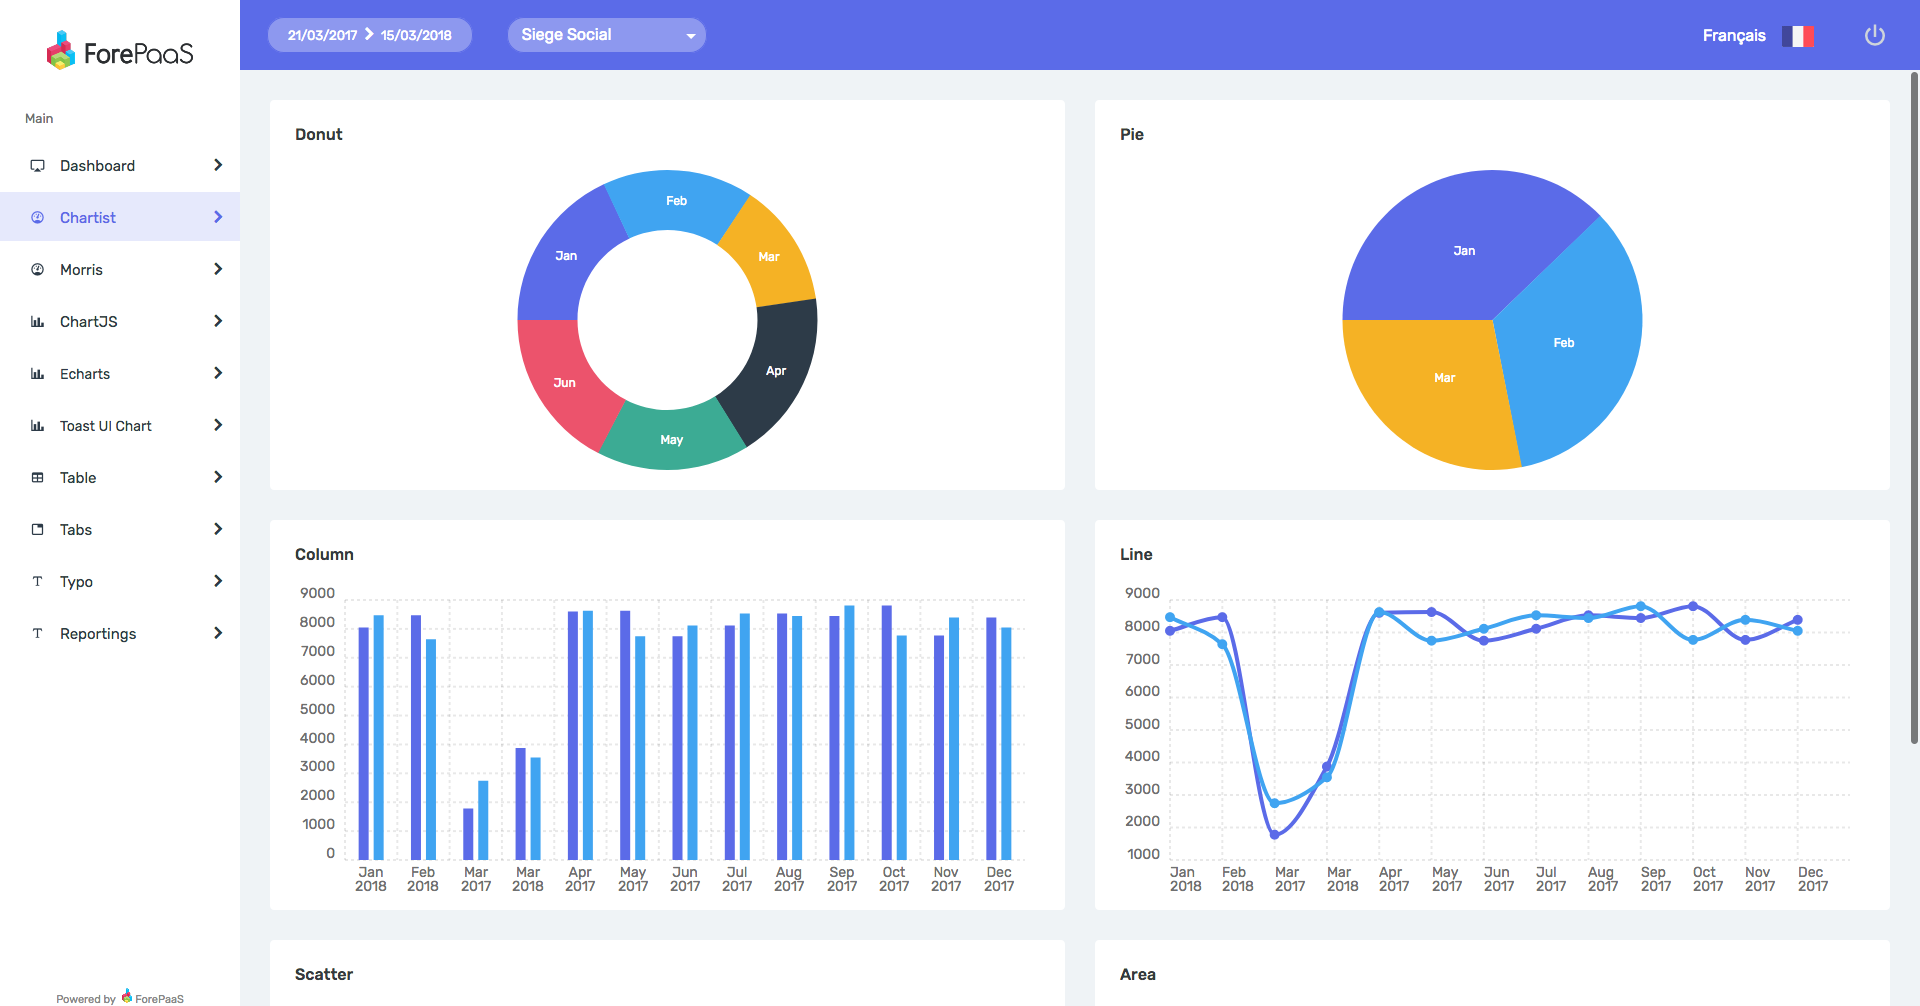 ForePaaS
21/03/2017 15/03/2018
Siege Social
Français
Main
Dashboard
Chartist
Morris
ChartJS
Echarts
Toast UI Chart
Table
Tabs
Typo
Reportings
Powered by ForePaaS
Donut
Jan
Feb
Mar
Apr
May
Jun
Pie
Jan
Feb
Mar
Column
9000
8000
7000
6000
5000
4000
3000
2000
1000
0
Jan 2018
Feb 2018
Mar 2017
Mar 2018
Apr 2017
May 2017
Jun 2017
Jul 2017
Aug 2017
Sep 2017
Oct 2017
Nov 2017
Dec 2017
Line
9000
8000
7000
6000
5000
4000
3000
2000
1000
Jan 2018
Feb 2018
Mar 2017
Mar 2018
Apr 2017
May 2017
Jun 2017
Jul 2017
Aug 2017
Sep 2017
Oct 2017
Nov 2017
Dec 2017
Scatter
Area